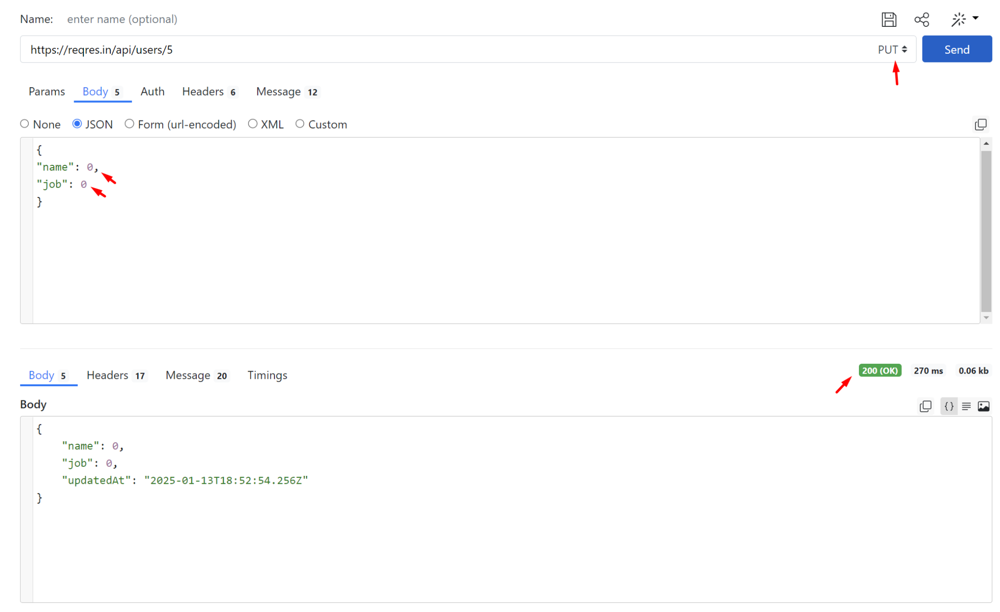 Name: enter name (optional)
https://reqres.in/api/users/5 PUT Send
Params Body 5 Auth Headers 6 Message 12
None JSON Form (url-encoded) XML Custom
{
"name": 0,
"job": 0
}
Body 5 Headers 17 Message 20 Timings 200 (OK) 270 ms 0.06 kb
Body {}
{
"name": 0,
"job": 0,
"updatedAt": "2025-01-13T18:52:54.256Z"
}